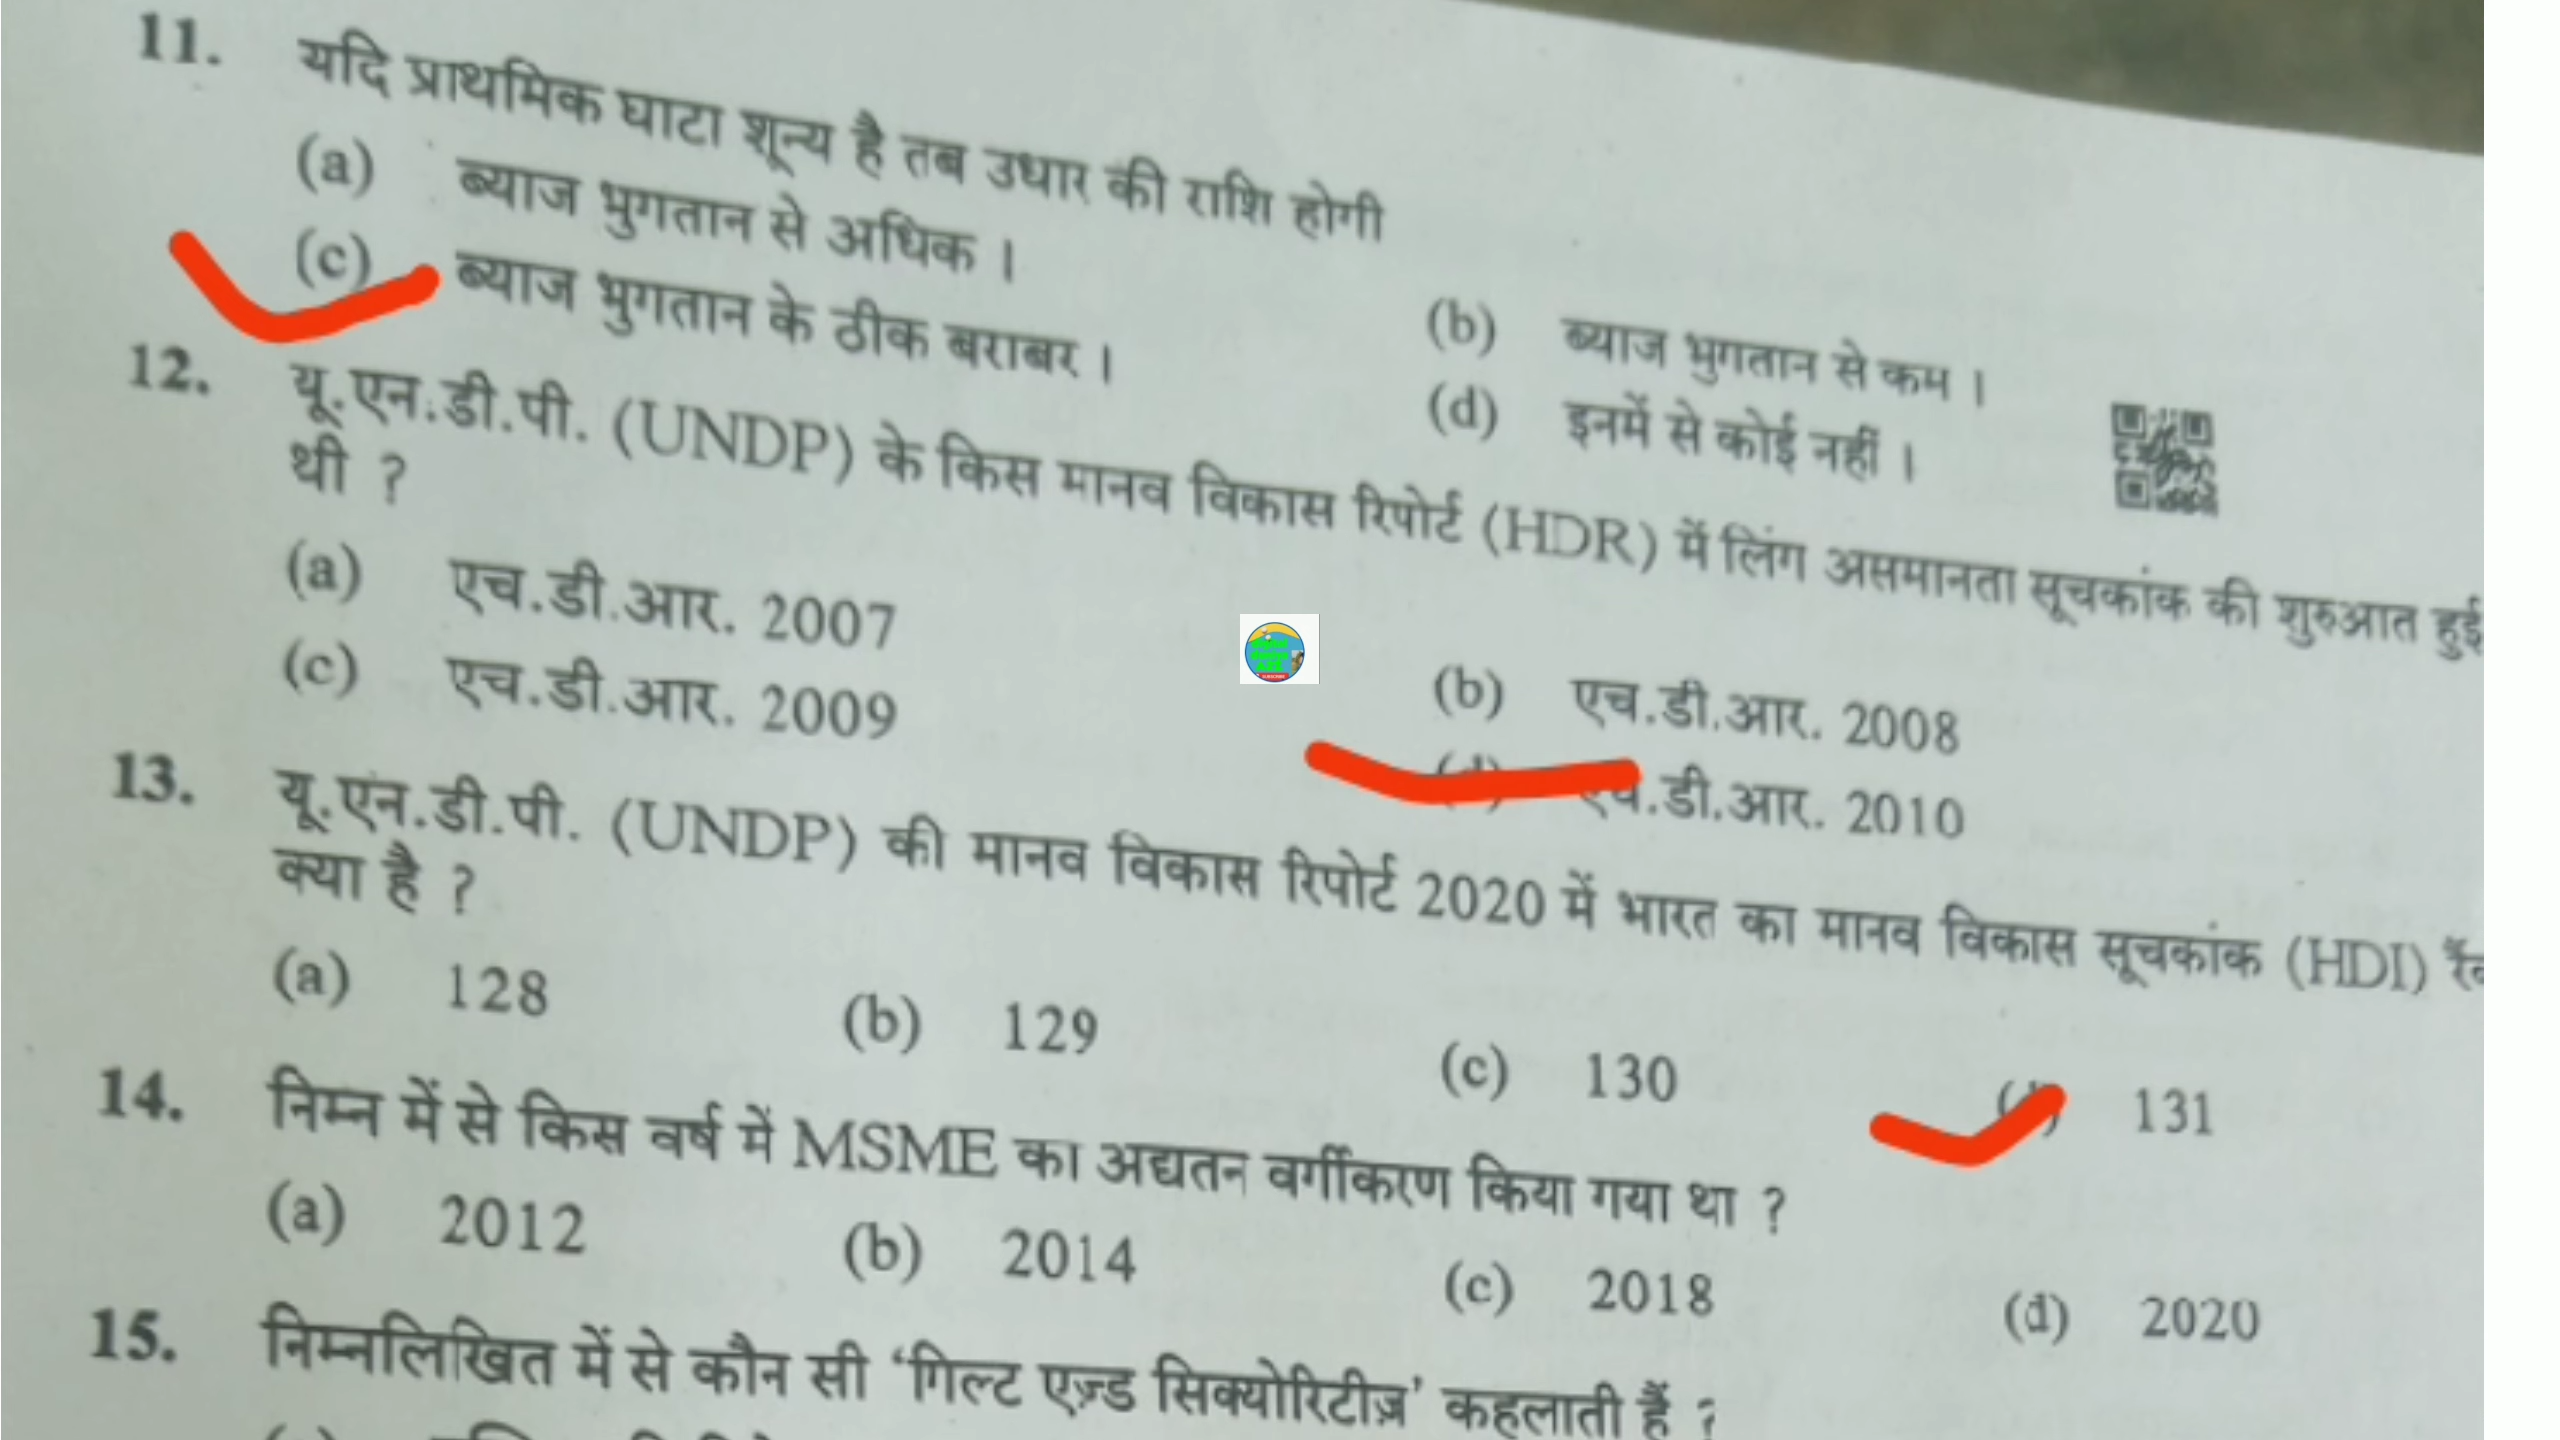 11. यदि प्राथमिक घाटा शून्य है तब उधार की राशि होगी
(a) ब्याज भुगतान से अधिक ।
(b) ब्याज भुगतान से कम ।
(c) ब्याज भुगतान के ठीक बराबर ।
(d) इनमें से कोई नहीं ।
12. यू.एन.डी.पी. (UNDP) के किस मानव विकास रिपोर्ट (HDR) में लिंग असमानता सूचकांक की शुरुआत हुई
थी ?
(a) एच.डी.आर. 2007
(b) एच.डी.आर. 2008
(c) एच.डी.आर. 2009
(d) एच.डी.आर. 2010
13. यू.एन.डी.पी. (UNDP) की मानव विकास रिपोर्ट 2020 में भारत का मानव विकास सूचकांक (HDI)
क्या है ?
(a) 128 (b) 129 (c) 130 (d) 131
14. निम्न में से किस वर्ष में MSME का अद्यतन वर्गीकरण किया गया था ?
(a) 2012 (b) 2014 (c) 2018 (d) 2020
15. निम्नलिखित में से कौन सी ‘गिल्ट एज़्ड सिक्योरिटीज़’ कहलाती हैं ?